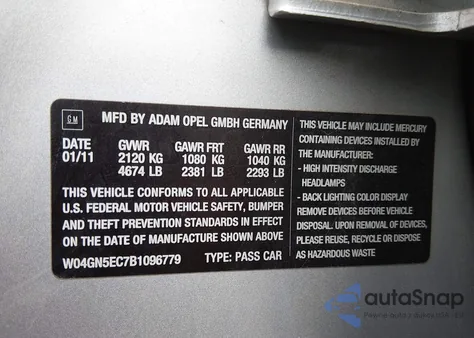 GM
MFD BY ADAM OPEL GMBH GERMANY
DATE GVWR GAWR FRT GAWR RR
01/11 2120 KG 1080 KG 1040 KG
4674 LB 2381 LB 2293 LB
THIS VEHICLE CONFORMS TO ALL APPLICABLE
U.S. FEDERAL MOTOR VEHICLE SAFETY, BUMPER
AND THEFT PREVENTION STANDARDS IN EFFECT ON
THE DATE OF MANUFACTURE SHOWN ABOVE.
W04GN5EC7B1096779 TYPE: PASS CAR
THIS VEHICLE MAY INCLUDE MERCURY
CONTAINING DEVICES INSTALLED BY
THE MANUFACTURER:
- HIGH INTENSITY DISCHARGE
HEADLAMPS
- BACK LIGHTING COLOR DISPLAY
REMOVE DEVICES BEFORE VEHICLE
DISPOSAL. UPON REMOVAL OF DEVICES,
PLEASE REUSE, RECYCLE OR DISPOSE
AS HAZARDOUS WASTE
autoSnap